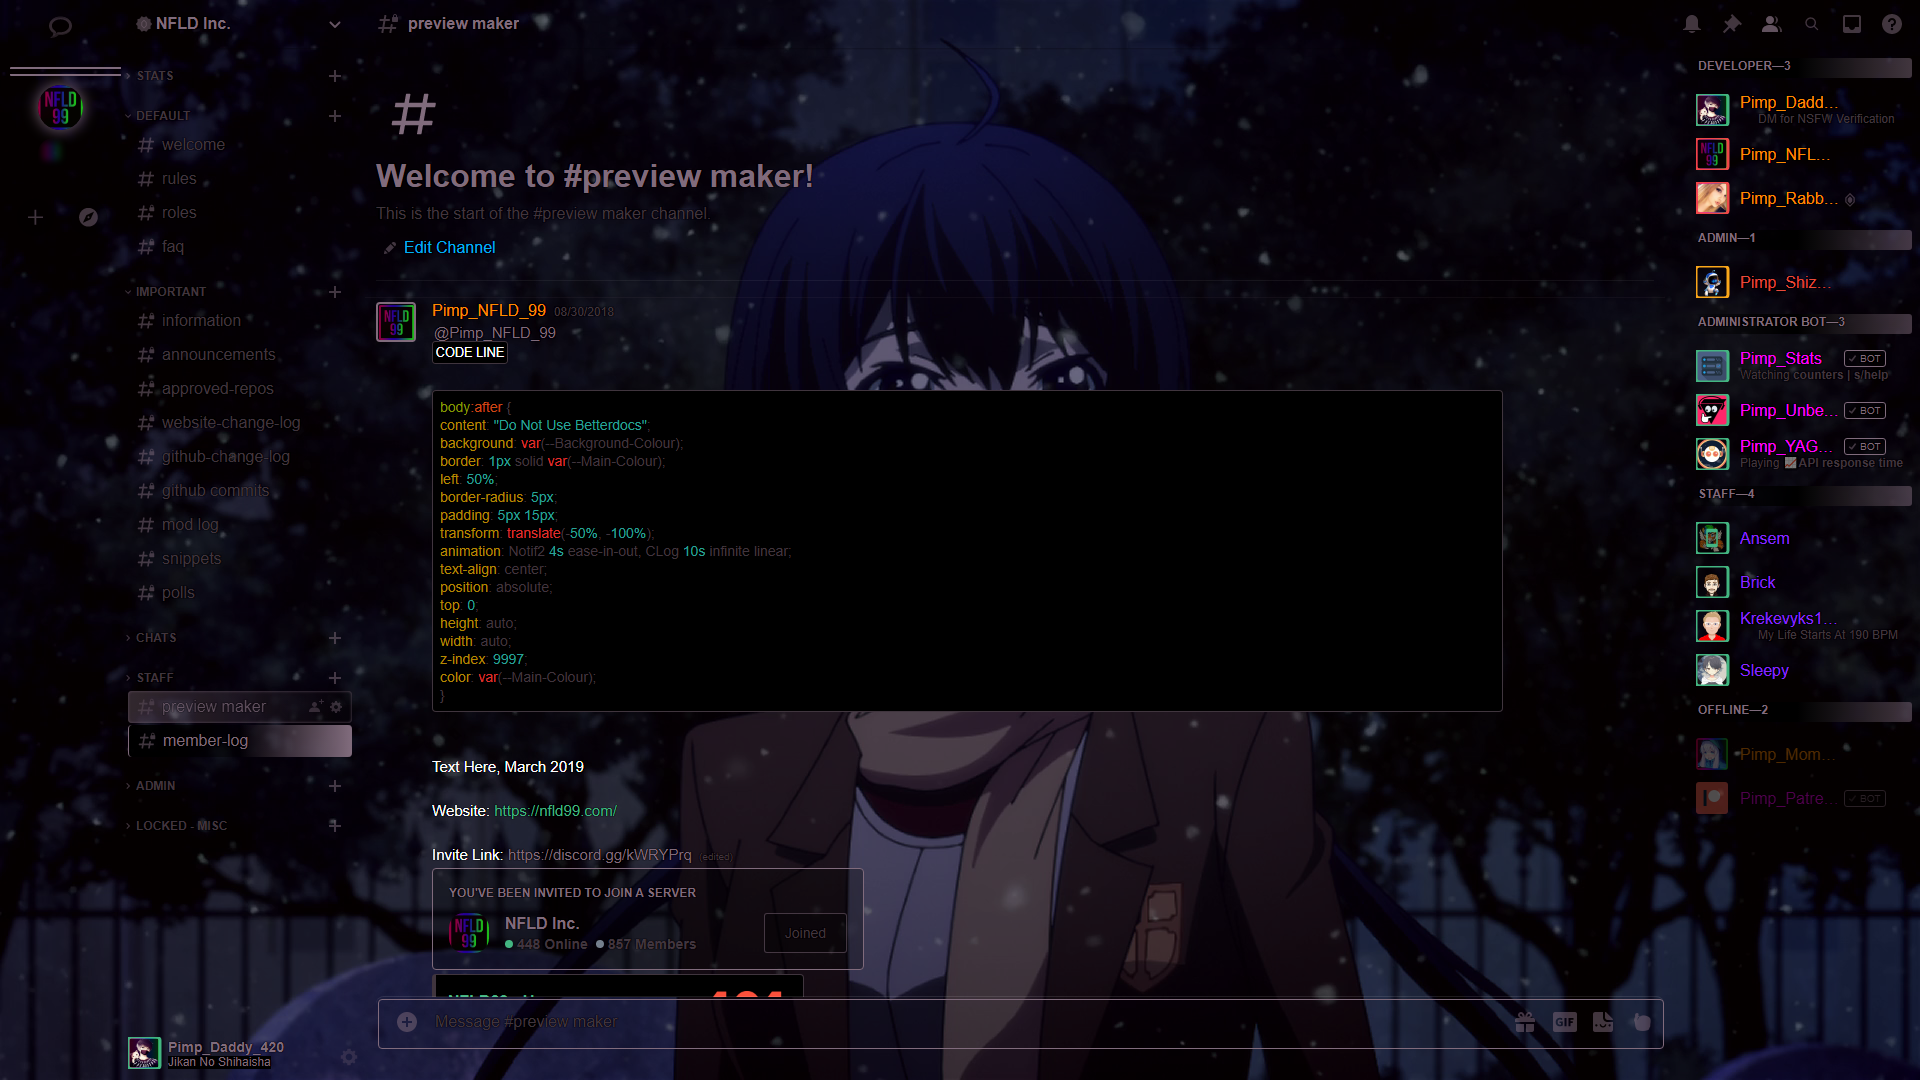 NFLD Inc.
STATS
NFLD
99
DEFAULT
welcome
rules
roles
faq
IMPORTANT
information
announcements
approved-repos
website-change-log
github-change-log
github commits
mod log
snippets
polls
CHATS
STAFF
preview maker
member-log
ADMIN
LOCKED - MISC
Pimp_Daddy_420
Jikan No Shihaisha
preview maker
#
Welcome to #preview maker!
This is the start of the #preview maker channel.
Edit Channel
NFLD
99
Pimp_NFLD_99 08/30/2018
@Pimp_NFLD_99
CODE LINE
body:after {
content: "Do Not Use Betterdocs";
background: var(--Background-Colour);
border: 1px solid var(--Main-Colour);
left: 50%;
border-radius: 5px;
padding: 5px 15px;
transform: translate(-50%, -100%);
animation: Notif2 4s ease-in-out, CLog 10s infinite linear;
text-align: center;
position: absolute;
top: 0;
height: auto;
width: auto;
z-index: 9997;
color: var(--Main-Colour);
}
Text Here, March 2019
Website: https://nfld99.com/
Invite Link: https://discord.gg/kWRYPrq (edited)
YOU'VE BEEN INVITED TO JOIN A SERVER
NFLD
99
NFLD Inc.
448 Online 857 Members
Joined
Message #preview maker
GIF
DEVELOPER—3
Pimp_Dadd...
DM for NSFW Verification
NFLD
99
Pimp_NFL...
Pimp_Rabb...
ADMIN—1
Pimp_Shiz...
ADMINISTRATOR BOT—3
Pimp_Stats ✓ BOT
Watching counters | s/help
Pimp_Unbe... ✓ BOT
Pimp_YAG... ✓ BOT
Playing 📈API response time
STAFF—4
Ansem
Brick
Krekevyks1...
My Life Starts At 190 BPM
Sleepy
OFFLINE—2
Pimp_Mom...
Pimp_Patre... ✓ BOT